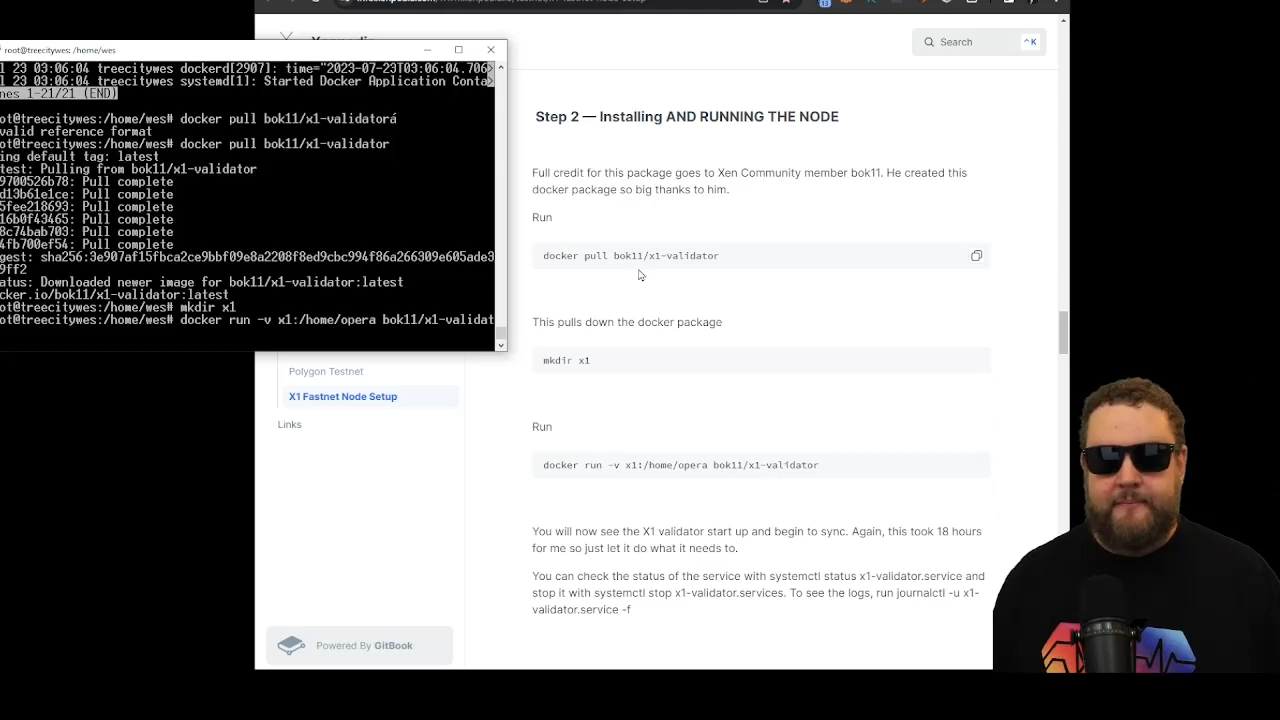 Search
^K
root@treecitywes: /home/wes
l 23 03:06:04 treecitywes dockerd[2907]: time="2023-07-23T03:06:04.706
l 23 03:06:04 treecitywes systemd[1]: Started Docker Application Conta
nes 1-21/21 (END)
ot@treecitywes:/home/wes# docker pull bok11/x1-validatorá
valid reference format
ot@treecitywes:/home/wes# docker pull bok11/x1-validator
ing default tag: latest
test: Pulling from bok11/x1-validator
9700526b78: Pull complete
d13b61e1ce: Pull complete
5fee218693: Pull complete
16b0f43465: Pull complete
8c74bab703: Pull complete
4fb700ef54: Pull complete
gest: sha256:3e907af15fbca2ce9bbf09e8a2208f8ed9cbc994f86a266309e605ade3
9ff2
atus: Downloaded newer image for bok11/x1-validator:latest
cker.io/bok11/x1-validator:latest
ot@treecitywes:/home/wes# mkdir x1
ot@treecitywes:/home/wes# docker run -v x1:/home/opera bok11/x1-validat
Polygon Testnet
X1 Fastnet Node Setup
Links
Powered By GitBook
Step 2 — Installing AND RUNNING THE NODE
Full credit for this package goes to Xen Community member bok11. He created this
docker package so big thanks to him.
Run
docker pull bok11/x1-validator
This pulls down the docker package
mkdir x1
Run
docker run -v x1:/home/opera bok11/x1-validator
You will now see the X1 validator start up and begin to sync. Again, this took 18 hours
for me so just let it do what it needs to.
You can check the status of the service with systemctl status x1-validator.service and
stop it with systemctl stop x1-validator.services. To see the logs, run journalctl -u x1-
validator.service -f